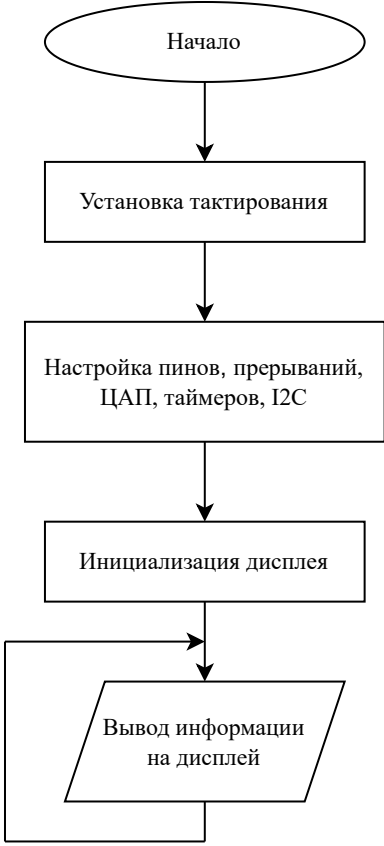 Начало
Установка тактирования
Настройка пинов, прерываний,
ЦАП, таймеров, I2C
Инициализация дисплея
Вывод информации
на дисплей